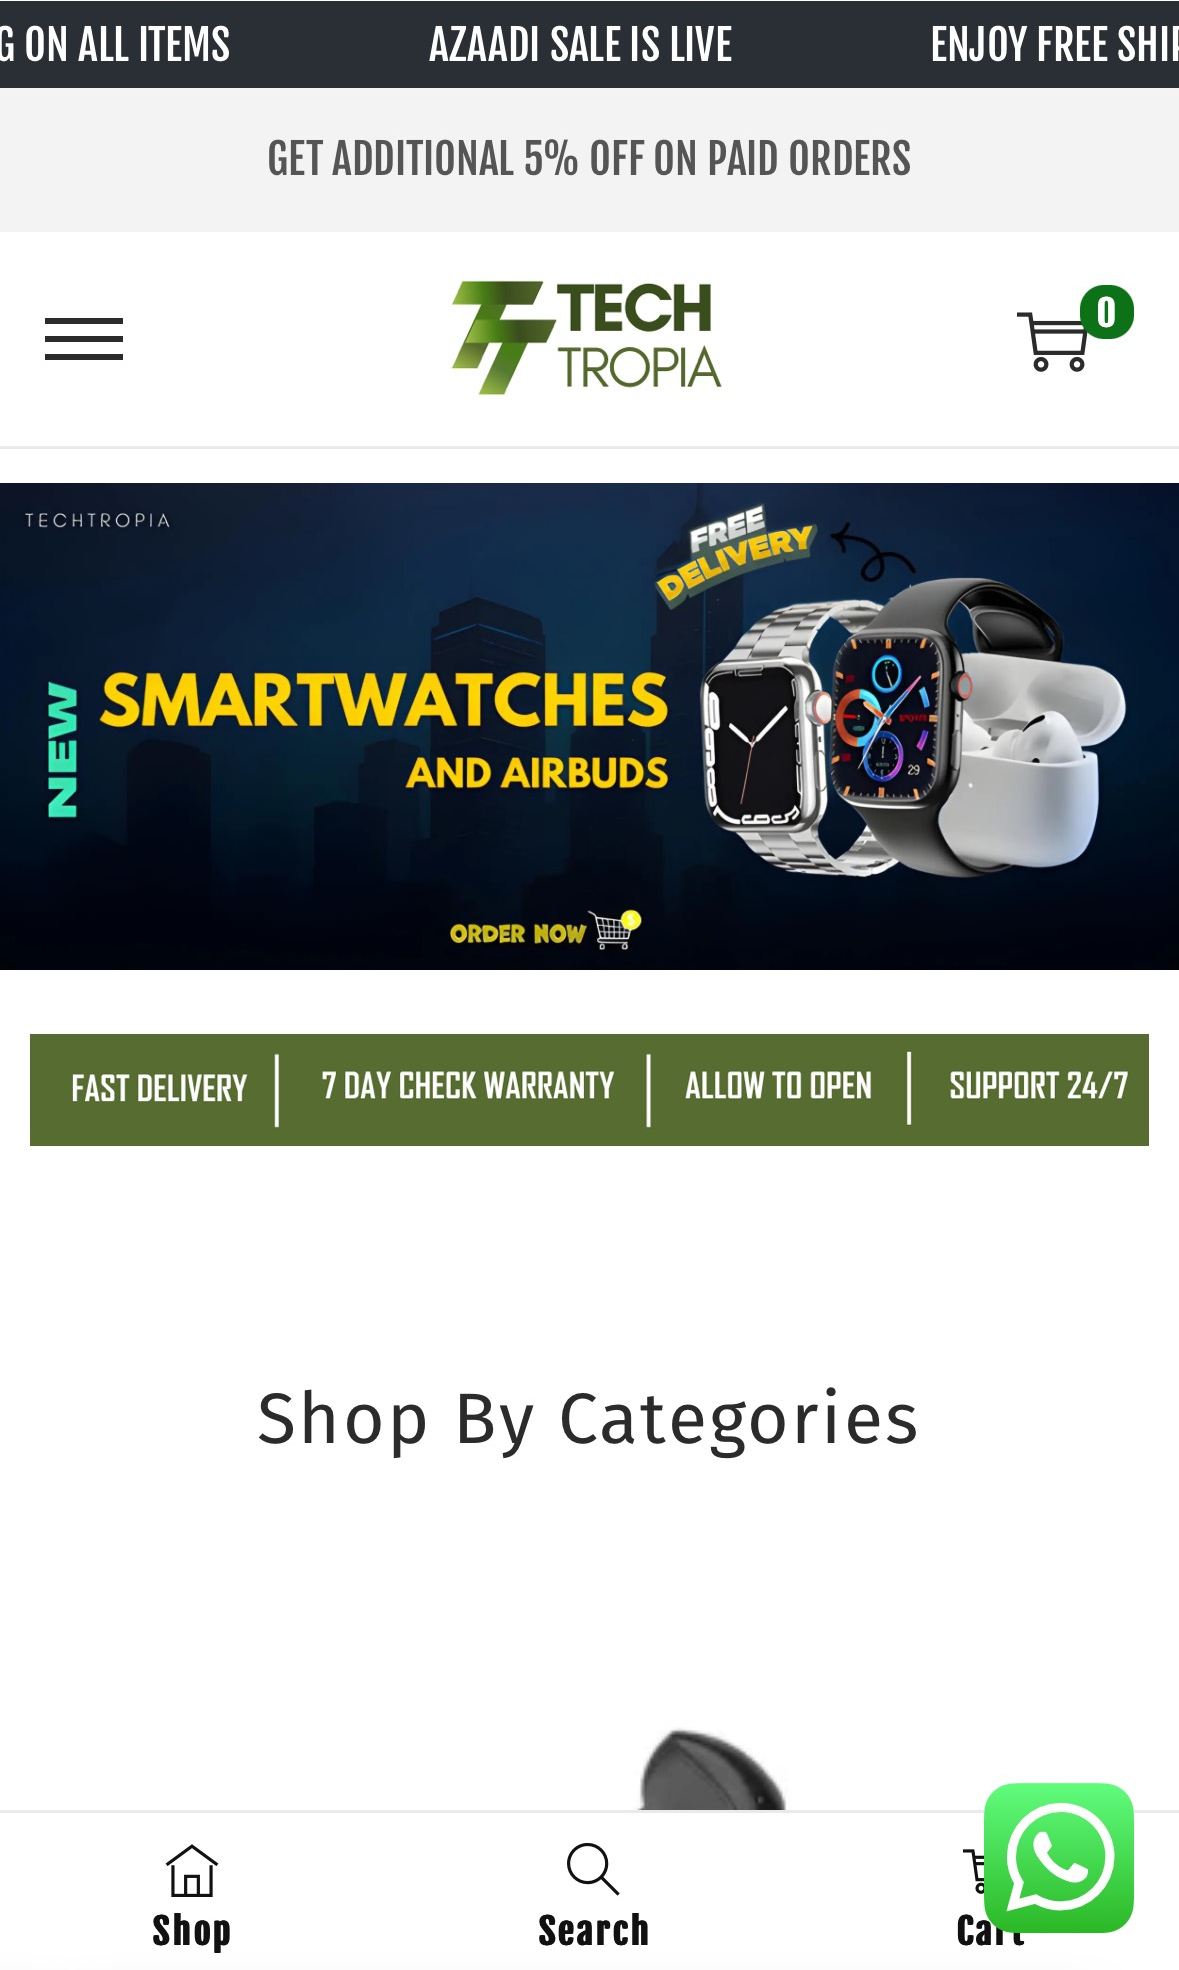 G ON ALL ITEMS AZAADI SALE IS LIVE ENJOY FREE SHIP
GET ADDITIONAL 5% OFF ON PAID ORDERS
TECH
TROPIA
0
TECHTROPIA
FREE
DELIVERY
NEW
SMARTWATCHES
AND AIRBUDS
29
ORDER NOW
FAST DELIVERY 7 DAY CHECK WARRANTY ALLOW TO OPEN SUPPORT 24/7
Shop By Categories
Shop Search Cart